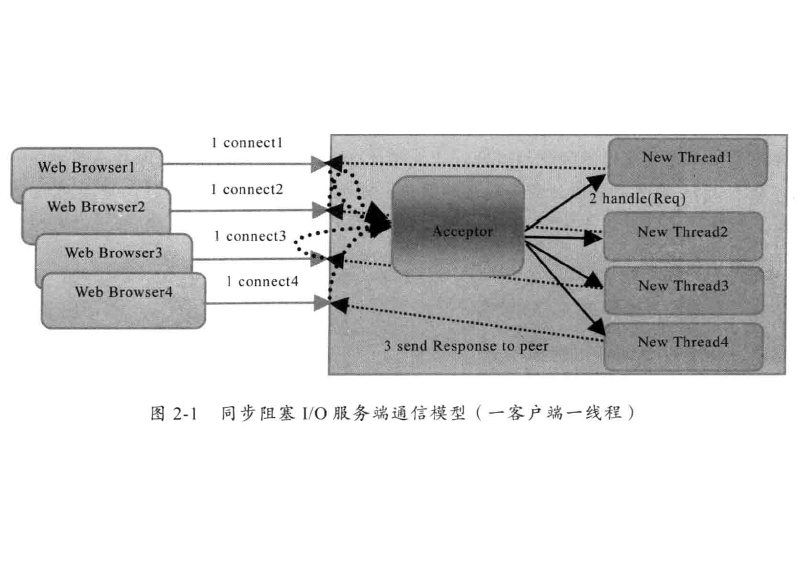 Web Browser1
Web Browser2
Web Browser3
Web Browser4
1 connect1
1 connect2
1 connect3
1 connect4
Acceptor
2 handle(Req)
New Thread1
New Thread2
New Thread3
New Thread4
3 send Response to peer
图 2-1 同步阻塞 I/O 服务端通信模型（一客户端一线程）